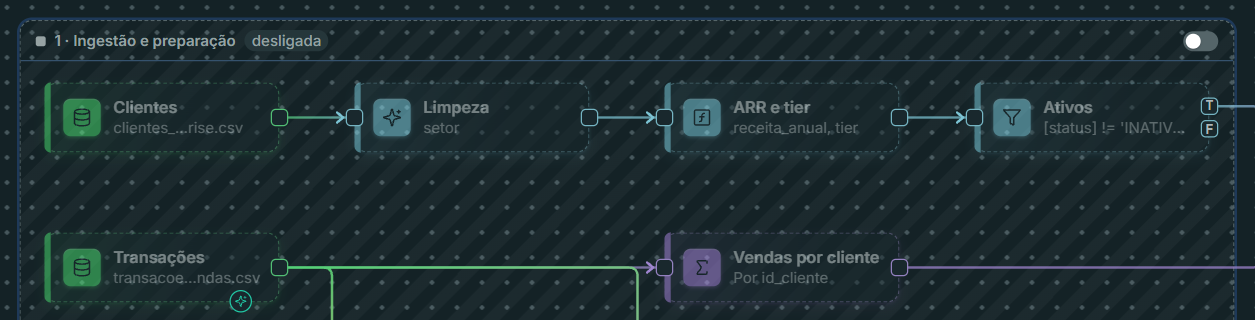 1 · Ingestão e preparação desligada
Clientes
clientes_...rise.csv
Limpeza
setor
ARR e tier
receita_anual, tier
Ativos
[status] != 'INATIV...
T
F
Transações
transacoe...ndas.csv
Vendas por cliente
Por id_cliente